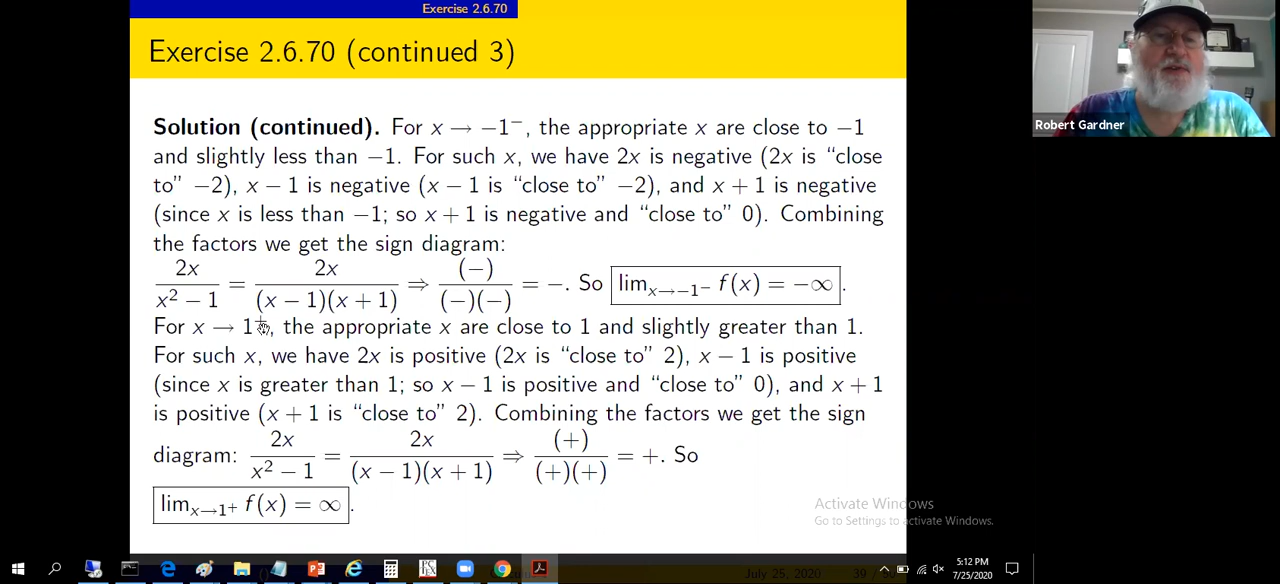 Exercise 2.6.70
Exercise 2.6.70 (continued 3)
Solution (continued). For x → −1⁻, the appropriate x are close to −1
and slightly less than −1. For such x, we have 2x is negative (2x is “close
to” −2), x − 1 is negative (x − 1 is “close to” −2), and x + 1 is negative
(since x is less than −1; so x + 1 is negative and “close to” 0). Combining
the factors we get the sign diagram:
2x/(x² − 1) = 2x/((x − 1)(x + 1)) ⇒ (−)/((−)(−)) = −. So lim_{x→−1⁻} f(x) = −∞.
For x → 1⁺, the appropriate x are close to 1 and slightly greater than 1.
For such x, we have 2x is positive (2x is “close to” 2), x − 1 is positive
(since x is greater than 1; so x − 1 is positive and “close to” 0), and x + 1
is positive (x + 1 is “close to” 2). Combining the factors we get the sign
diagram: 2x/(x² − 1) = 2x/((x − 1)(x + 1)) ⇒ (+)/((+)(+)) = +. So
lim_{x→1⁺} f(x) = ∞.
Robert Gardner
Activate Windows
Go to Settings to activate Windows.
July 25, 2020 39 /
5:12 PM
7/25/2020